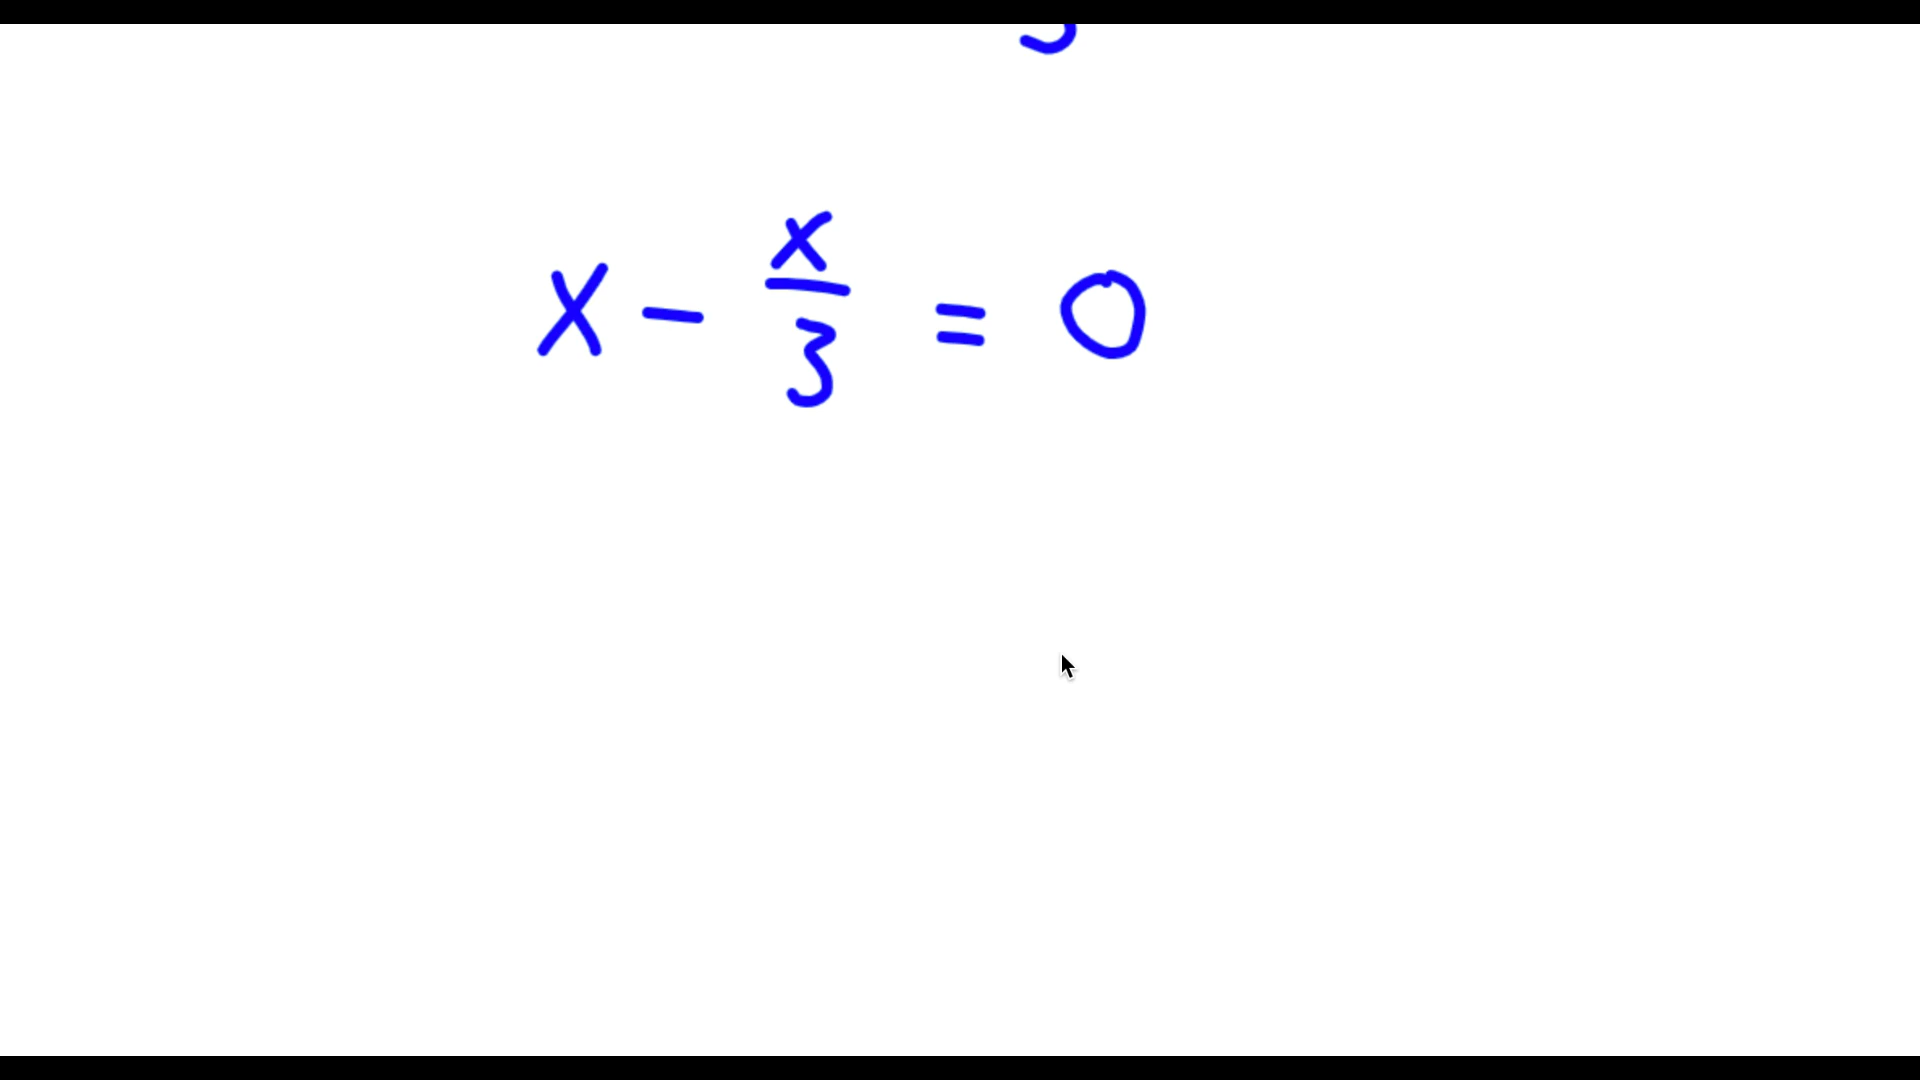 x - x/3 = 0